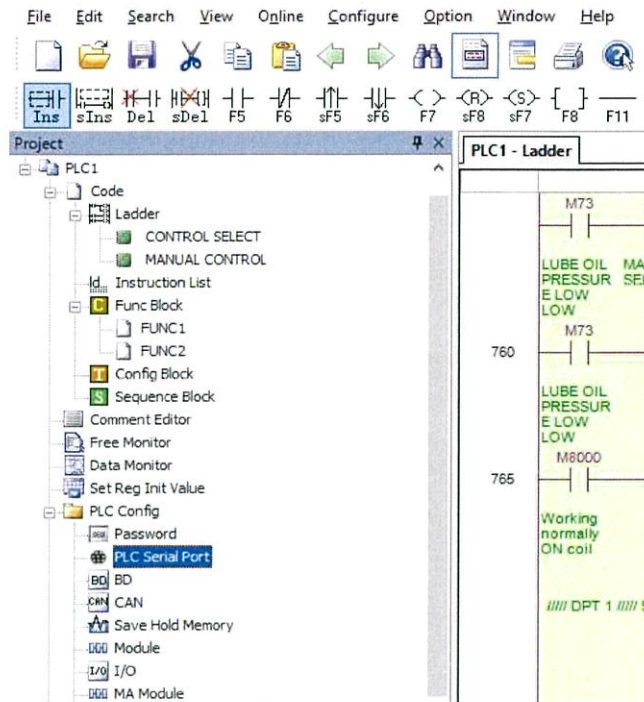 File Edit Search View Online Configure Option Window Help
Ins sIns Del sDel F5 F6 sF5 sF6 F7 sF8 sF7 F8 F11
Project
PLC1 - Ladder
PLC1
Code
Ladder
CONTROL SELECT
MANUAL CONTROL
Instruction List
Func Block
FUNC1
FUNC2
Config Block
Sequence Block
Comment Editor
Free Monitor
Data Monitor
Set Reg Init Value
PLC Config
Password
PLC Serial Port
BD BD
CAN CAN
Save Hold Memory
Module
I/O I/O
MA Module
M73
LUBE OIL MA
PRESSUR SE
E LOW
LOW
M73
760
LUBE OIL
PRESSUR
E LOW
LOW
M8000
765
Working
normally
ON coil
///// DPT 1 ///// S